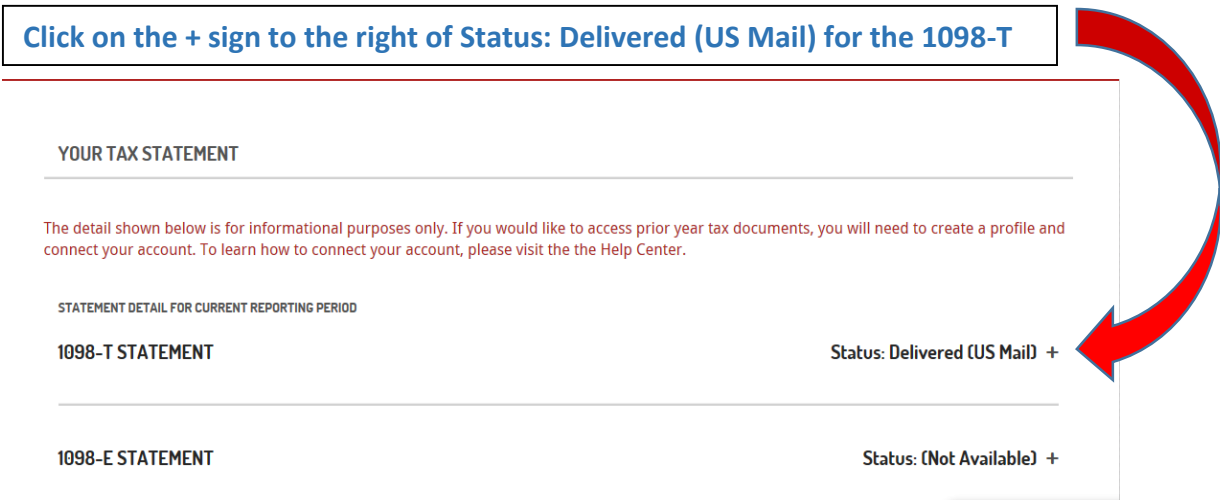 Click on the + sign to the right of Status: Delivered (US Mail) for the 1098-T
YOUR TAX STATEMENT
The detail shown below is for informational purposes only. If you would like to access prior year tax documents, you will need to create a profile and
connect your account. To learn how to connect your account, please visit the the Help Center.
STATEMENT DETAIL FOR CURRENT REPORTING PERIOD
1098-T STATEMENT Status: Delivered (US Mail) +
1098-E STATEMENT Status: (Not Available) +